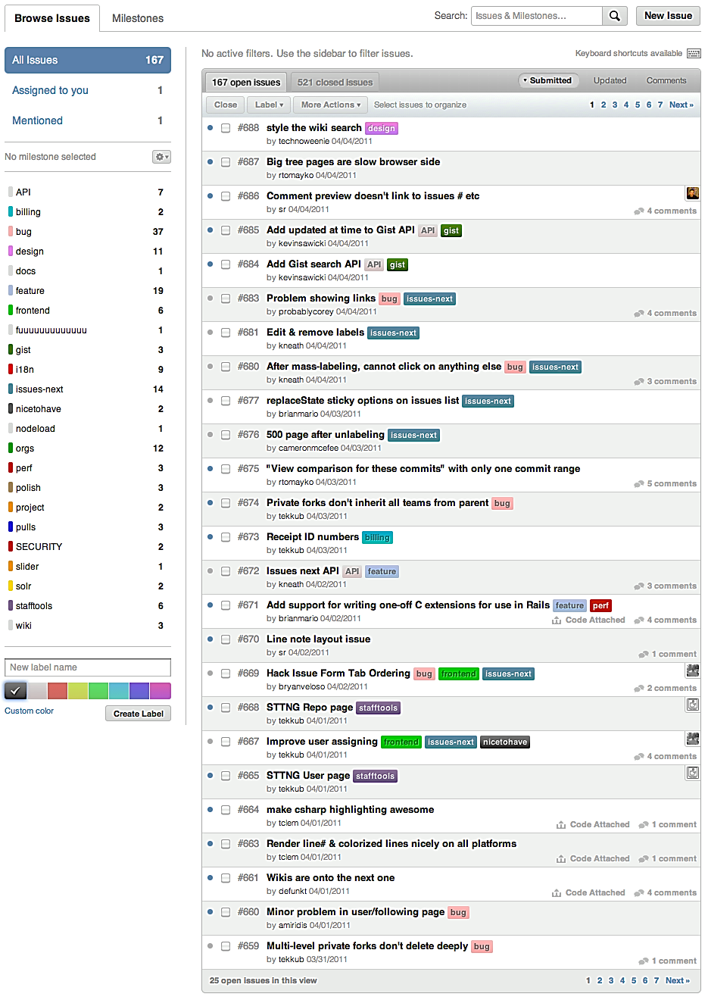 Browse Issues Milestones Search: Issues & Milestones... New Issue
All Issues 167
Assigned to you 1
Mentioned 1
No milestone selected
API 7
billing 2
bug 37
design 11
docs 1
feature 19
frontend 6
fuuuuuuuuuuuuu 1
gist 3
i18n 9
issues-next 14
nicetohave 2
nodeload 1
orgs 12
perf 3
polish 3
project 2
pulls 3
SECURITY 2
slider 1
solr 2
stafftools 6
wiki 3
New label name
Custom color Create Label
No active filters. Use the sidebar to filter issues. Keyboard shortcuts available
167 open issues 521 closed issues Submitted Updated Comments
Close Label More Actions Select issues to organize 1 2 3 4 5 6 7 Next »
#688 style the wiki search design
by technoweenie 04/04/2011
#687 Big tree pages are slow browser side
by rtomayko 04/04/2011
#686 Comment preview doesn't link to issues # etc
by sr 04/04/2011 4 comments
#685 Add updated at time to Gist API API gist
by kevinsawicki 04/04/2011
#684 Add Gist search API API gist
by kevinsawicki 04/04/2011
#683 Problem showing links bug issues-next
by probablycorey 04/04/2011 4 comments
#681 Edit & remove labels issues-next
by kneath 04/04/2011
#680 After mass-labeling, cannot click on anything else bug issues-next
by kneath 04/04/2011 3 comments
#677 replaceState sticky options on issues list issues-next
by brianmario 04/03/2011
#676 500 page after unlabeling issues-next
by cameronmcefee 04/03/2011
#675 "View comparison for these commits" with only one commit range
by rtomayko 04/03/2011 5 comments
#674 Private forks don't inherit all teams from parent bug
by tekkub 04/03/2011
#673 Receipt ID numbers billing
by tekkub 04/03/2011
#672 Issues next API API feature
by kneath 04/02/2011 3 comments
#671 Add support for writing one-off C extensions for use in Rails feature perf
by brianmario 04/02/2011 Code Attached 4 comments
#670 Line note layout issue
by sr 04/02/2011 1 comment
#669 Hack Issue Form Tab Ordering bug frontend issues-next
by bryanveloso 04/02/2011 2 comments
#668 STTNG Repo page stafftools
by tekkub 04/01/2011
#667 Improve user assigning frontend issues-next nicetohave
by tekkub 04/01/2011 4 comments
#665 STTNG User page stafftools
by tekkub 04/01/2011
#664 make csharp highlighting awesome
by tclem 04/01/2011 Code Attached 1 comment
#663 Render line# & colorized lines nicely on all platforms
by tclem 04/01/2011 Code Attached 1 comment
#661 Wikis are onto the next one
by defunkt 04/01/2011 Code Attached 4 comments
#660 Minor problem in user/following page bug
by amiridis 04/01/2011
#659 Multi-level private forks don't delete deeply bug
by tekkub 03/31/2011 1 comment
25 open issues in this view 1 2 3 4 5 6 7 Next »